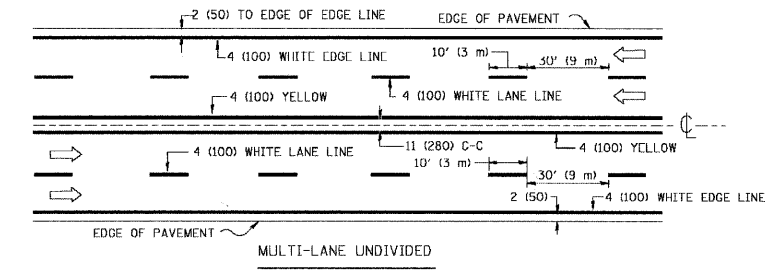 2 (50) TO EDGE OF EDGE LINE
EDGE OF PAVEMENT
4 (100) WHITE EDGE LINE
10' (3 m)
30' (9 m)
4 (100) YELLOW
4 (100) WHITE LANE LINE
℄
4 (100) WHITE LANE LINE
11 (280) C-C
4 (100) YELLOW
10' (3 m)
30' (9 m)
2 (50)
4 (100) WHITE EDGE LINE
EDGE OF PAVEMENT
MULTI-LANE UNDIVIDED